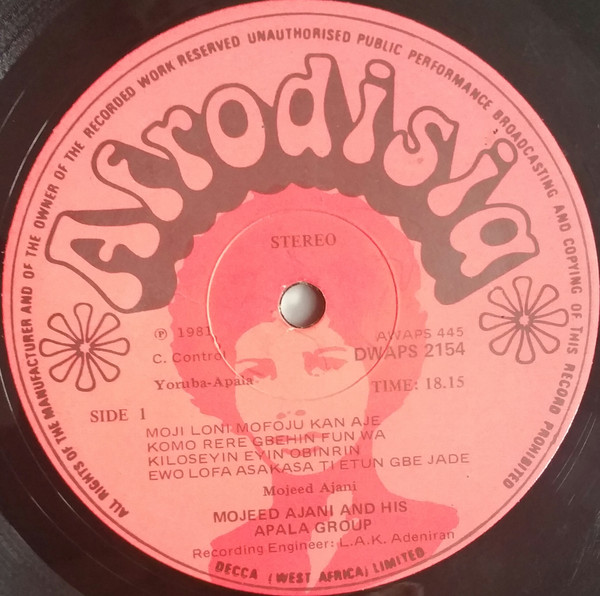 ALL RIGHTS OF THE MANUFACTURER AND OF THE OWNER OF THE RECORDED WORK RESERVED UNAUTHORISED PUBLIC PERFORMANCE BROADCASTING AND COPYING OF THIS RECORD PROHIBITED
Afrodisia
STEREO
℗ 1981
AWAPS 445
C. Control
DWAPS 2154
Yoruba-Apala
TIME: 18.15
SIDE 1
MOJI LONI MOFOJU KAN AJE
KOMO RERE GBEHIN FUN WA
KILOSEYIN EYIN OBINRIN
EWO LOFA ASAKASA TI ETUN GBE JADE
Mojeed Ajani
MOJEED AJANI AND HIS
APALA GROUP
Recording Engineer: L.A.K. Adeniran
DECCA (WEST AFRICA) LIMITED